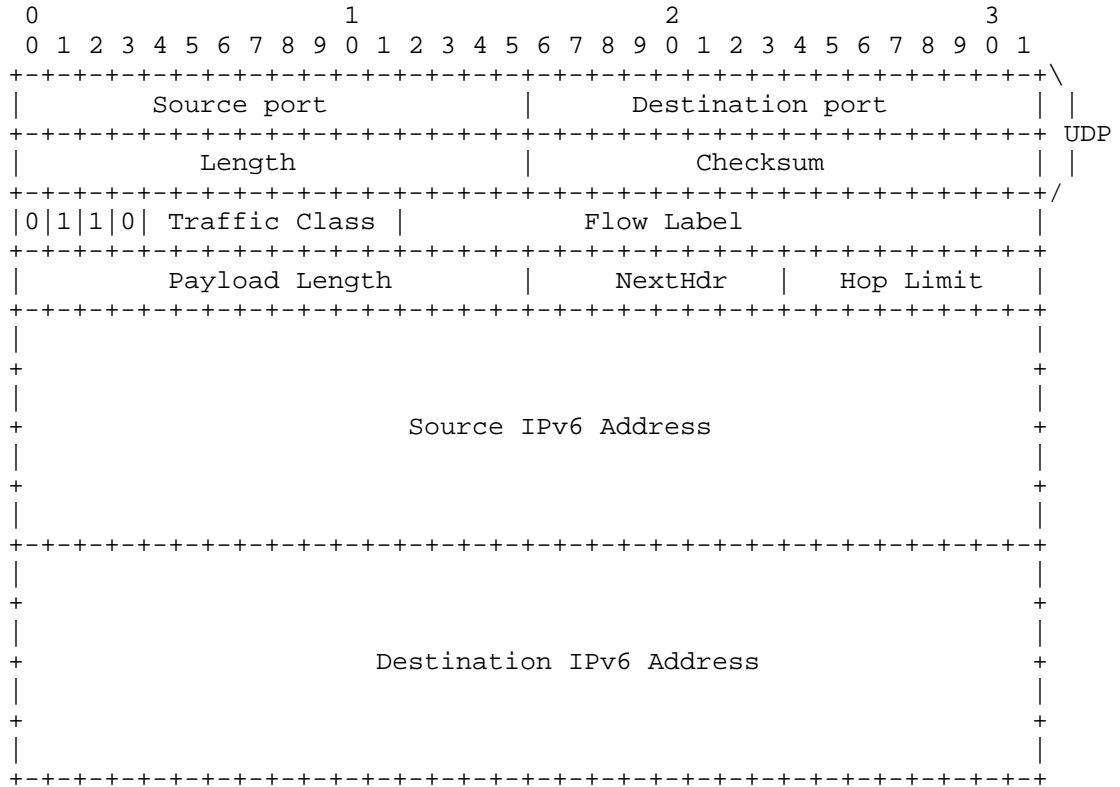 0                   1                   2                   3
 0 1 2 3 4 5 6 7 8 9 0 1 2 3 4 5 6 7 8 9 0 1 2 3 4 5 6 7 8 9 0 1
+-+-+-+-+-+-+-+-+-+-+-+-+-+-+-+-+-+-+-+-+-+-+-+-+-+-+-+-+-+-+-+-+\
|        Source port            |      Destination port         | |
+-+-+-+-+-+-+-+-+-+-+-+-+-+-+-+-+-+-+-+-+-+-+-+-+-+-+-+-+-+-+-+-+ UDP
|           Length              |          Checksum             | |
+-+-+-+-+-+-+-+-+-+-+-+-+-+-+-+-+-+-+-+-+-+-+-+-+-+-+-+-+-+-+-+-+/
|0|1|1|0| Traffic Class |           Flow Label                  |
+-+-+-+-+-+-+-+-+-+-+-+-+-+-+-+-+-+-+-+-+-+-+-+-+-+-+-+-+-+-+-+-+
|         Payload Length        |     NextHdr   |   Hop Limit   |
+-+-+-+-+-+-+-+-+-+-+-+-+-+-+-+-+-+-+-+-+-+-+-+-+-+-+-+-+-+-+-+-+
|                                                               |
+                                                               +
|                                                               |
+                        Source IPv6 Address                    +
|                                                               |
+                                                               +
|                                                               |
+-+-+-+-+-+-+-+-+-+-+-+-+-+-+-+-+-+-+-+-+-+-+-+-+-+-+-+-+-+-+-+-+
|                                                               |
+                                                               +
|                                                               |
+                      Destination IPv6 Address                 +
|                                                               |
+                                                               +
|                                                               |
+-+-+-+-+-+-+-+-+-+-+-+-+-+-+-+-+-+-+-+-+-+-+-+-+-+-+-+-+-+-+-+-+